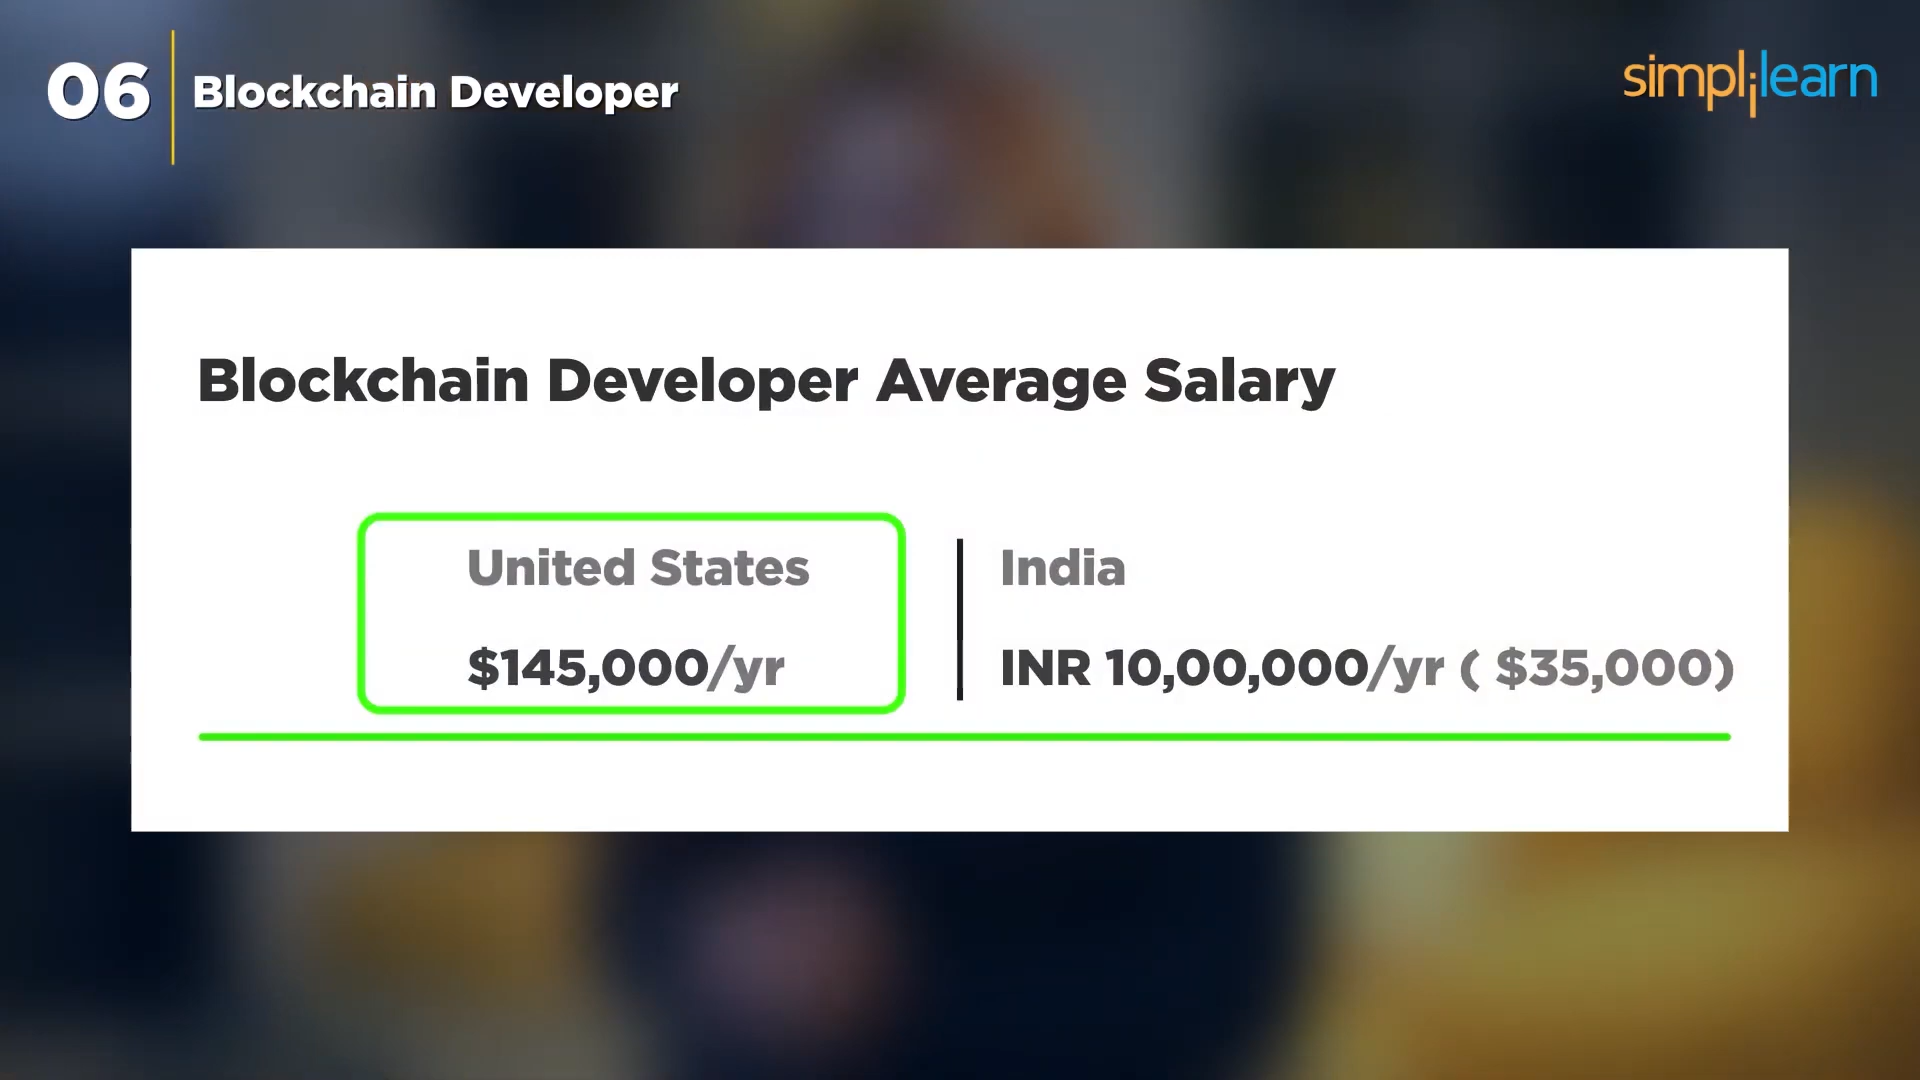 06
Blockchain Developer
simplilearn
Blockchain Developer Average Salary
United States
$145,000/yr
India
INR 10,00,000/yr ( $35,000)